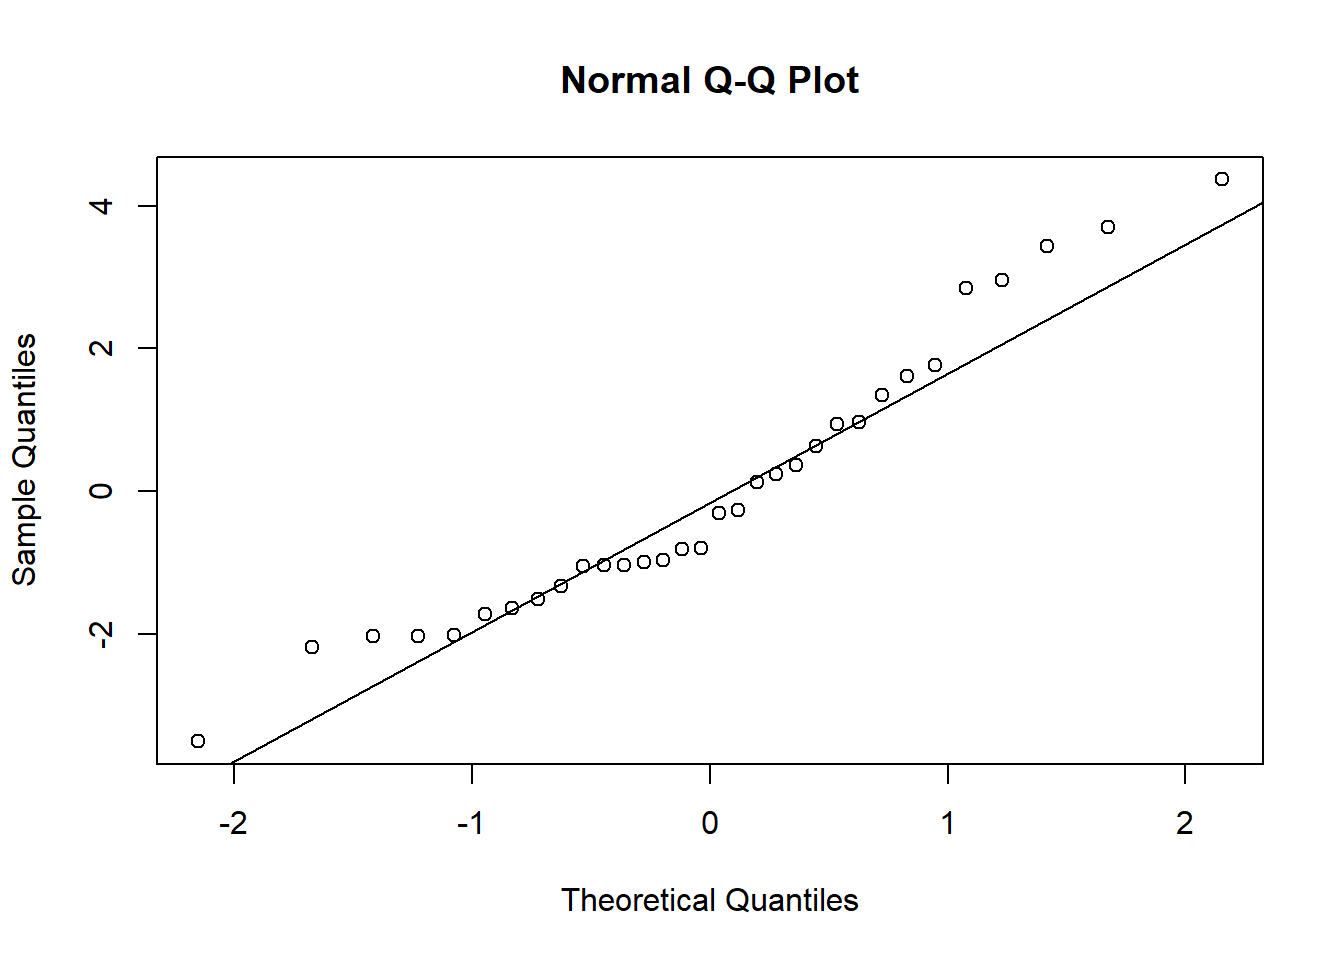 Normal Q-Q Plot
4
2
0
-2
Sample Quantiles
-2 -1 0 1 2
Theoretical Quantiles